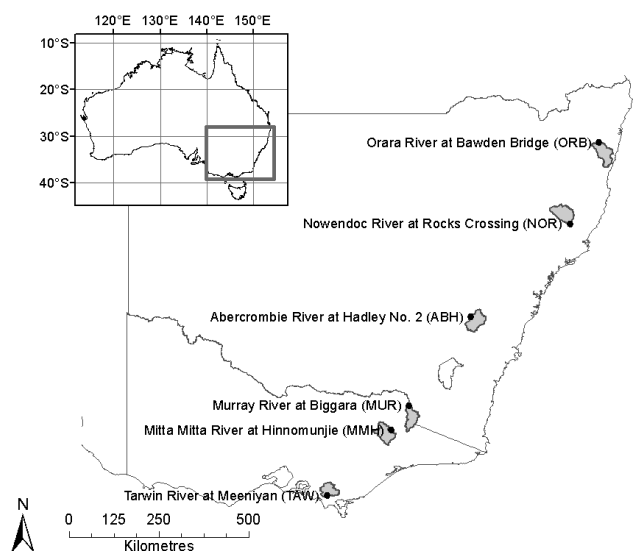 120°E 130°E 140°E 150°E
10°S
20°S
30°S
40°S
Orara River at Bawden Bridge (ORB)
Nowendoc River at Rocks Crossing (NOR)
Abercrombie River at Hadley No. 2 (ABH)
Murray River at Biggara (MUR)
Mitta Mitta River at Hinnomunjie (MMH)
Tarwin River at Meeniyan (TAW)
N
0 125 250 500
Kilometres